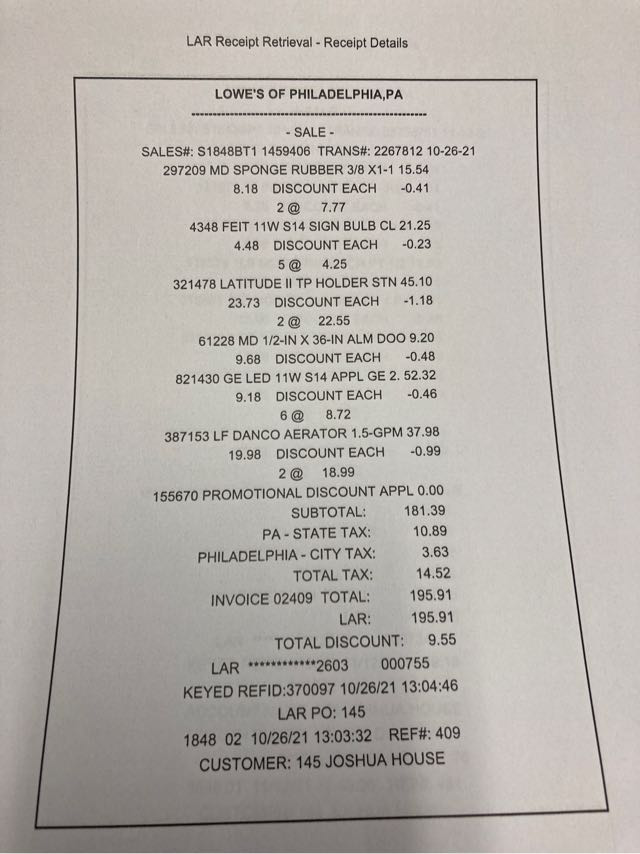 LAR Receipt Retrieval - Receipt Details
LOWE'S OF PHILADELPHIA,PA
--------------------------------------------------------
- SALE -
SALES#: S1848BT1 1459406 TRANS#: 2267812 10-26-21
297209 MD SPONGE RUBBER 3/8 X1-1 15.54
8.18 DISCOUNT EACH -0.41
2 @ 7.77
4348 FEIT 11W S14 SIGN BULB CL 21.25
4.48 DISCOUNT EACH -0.23
5 @ 4.25
321478 LATITUDE II TP HOLDER STN 45.10
23.73 DISCOUNT EACH -1.18
2 @ 22.55
61228 MD 1/2-IN X 36-IN ALM DOO 9.20
9.68 DISCOUNT EACH -0.48
821430 GE LED 11W S14 APPL GE 2. 52.32
9.18 DISCOUNT EACH -0.46
6 @ 8.72
387153 LF DANCO AERATOR 1.5-GPM 37.98
19.98 DISCOUNT EACH -0.99
2 @ 18.99
155670 PROMOTIONAL DISCOUNT APPL 0.00
SUBTOTAL: 181.39
PA - STATE TAX: 10.89
PHILADELPHIA - CITY TAX: 3.63
TOTAL TAX: 14.52
INVOICE 02409 TOTAL: 195.91
LAR: 195.91
TOTAL DISCOUNT: 9.55
LAR ************2603 000755
KEYED REFID:370097 10/26/21 13:04:46
LAR PO: 145
1848 02 10/26/21 13:03:32 REF#: 409
CUSTOMER: 145 JOSHUA HOUSE